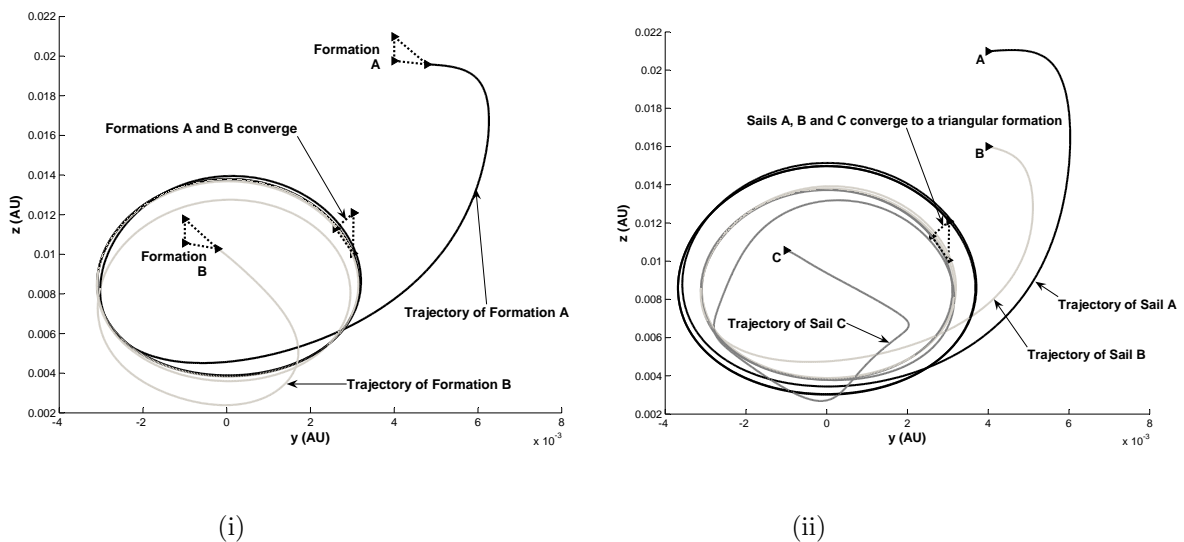 0.022
0.02
0.018
0.016
0.014
0.012
0.01
0.008
0.006
0.004
0.002
z (AU)
Formation
A
Formations A and B converge
Formation
B
Trajectory of Formation A
Trajectory of Formation B
-4
-2
0
2
4
6
8
y (AU)
x 10⁻³
(i)
0.022
0.02
0.018
0.016
0.014
0.012
0.01
0.008
0.006
0.004
0.002
z (AU)
A
Sails A, B and C converge to a triangular formation
B
C
Trajectory of Sail A
Trajectory of Sail C
Trajectory of Sail B
-4
-2
0
2
4
6
8
y (AU)
x 10⁻³
(ii)